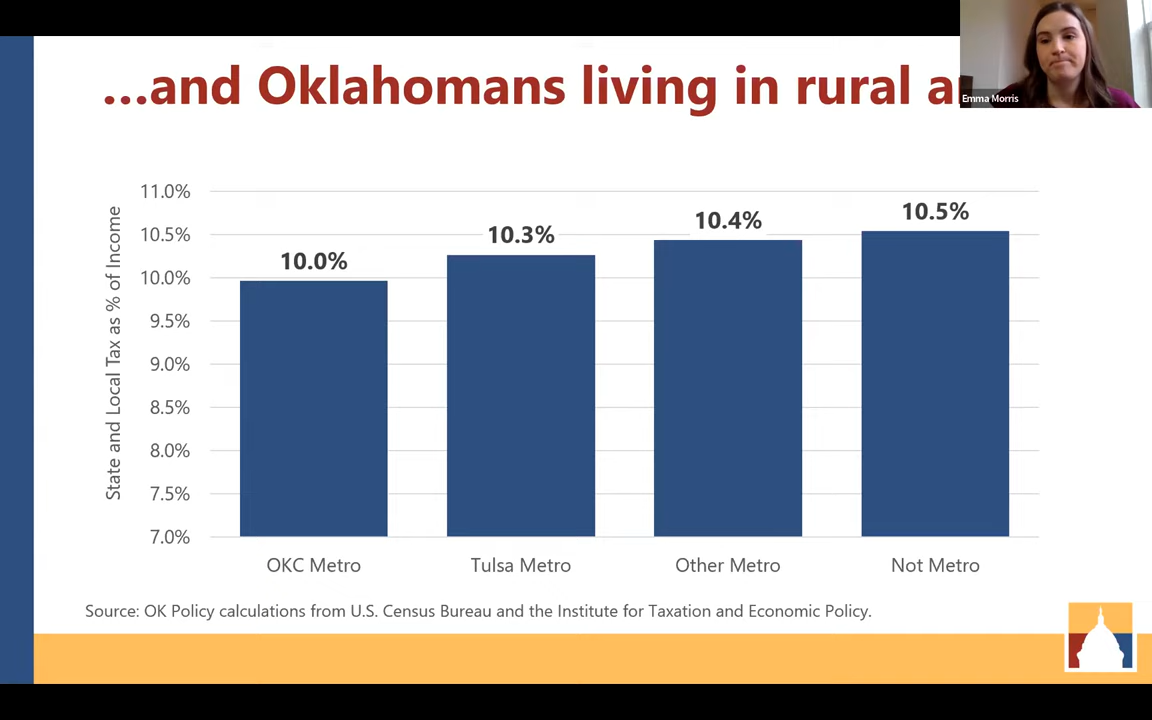 ...and Oklahomans living in rural
Emma Morris
State and Local Tax as % of Income
11.0%
10.5%
10.0%
9.5%
9.0%
8.5%
8.0%
7.5%
7.0%
10.0%
10.3%
10.4%
10.5%
OKC Metro
Tulsa Metro
Other Metro
Not Metro
Source: OK Policy calculations from U.S. Census Bureau and the Institute for Taxation and Economic Policy.